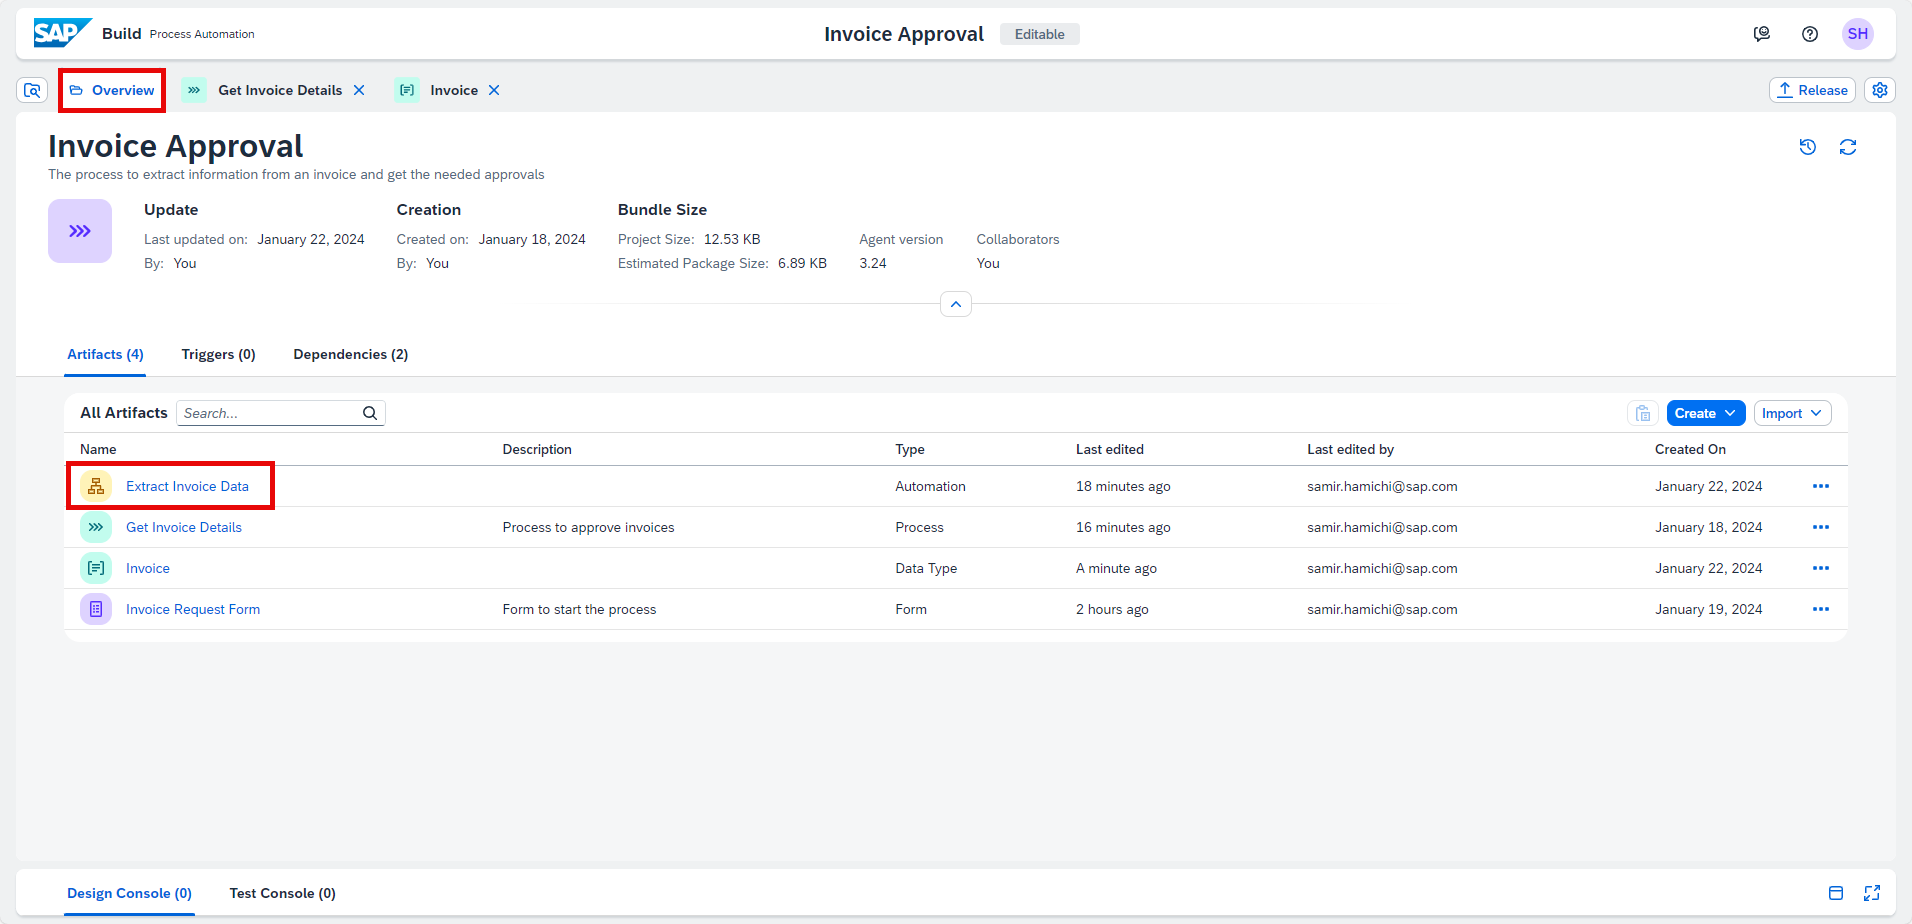 SAP Build Process Automation
Invoice Approval Editable
SH
Overview Get Invoice Details Invoice
Release
Invoice Approval
The process to extract information from an invoice and get the needed approvals
Update Creation Bundle Size
Last updated on: January 22, 2024 Created on: January 18, 2024 Project Size: 12.53 KB Agent version Collaborators
By: You By: You Estimated Package Size: 6.89 KB 3.24 You
Artifacts (4) Triggers (0) Dependencies (2)
All Artifacts Search... Create Import
Name Description Type Last edited Last edited by Created On
Extract Invoice Data Automation 18 minutes ago samir.hamichi@sap.com January 22, 2024
Get Invoice Details Process to approve invoices Process 16 minutes ago samir.hamichi@sap.com January 18, 2024
Invoice Data Type A minute ago samir.hamichi@sap.com January 22, 2024
Invoice Request Form Form to start the process Form 2 hours ago samir.hamichi@sap.com January 19, 2024
Design Console (0) Test Console (0)